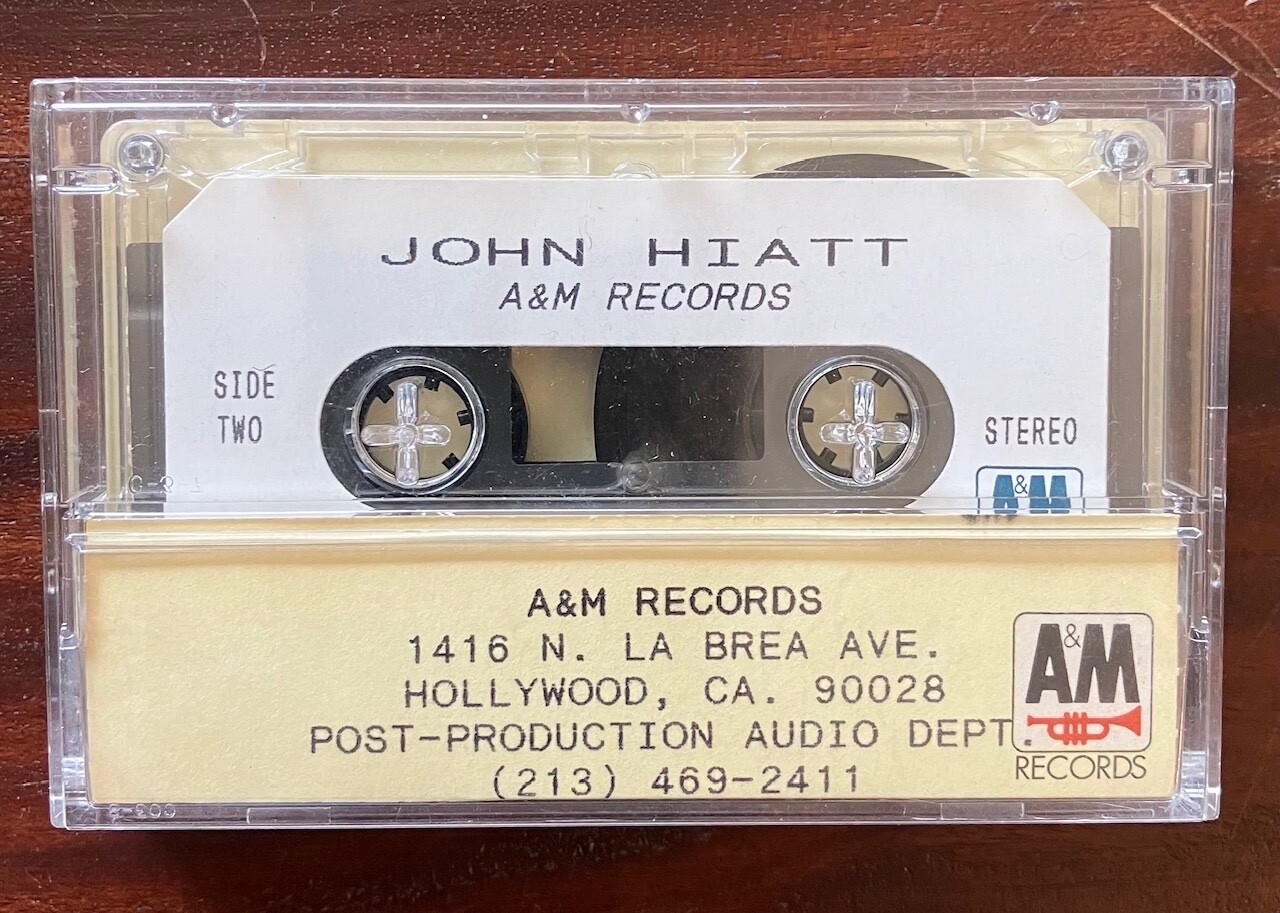 JOHN HIATT
A&M RECORDS
SIDE
TWO
STEREO
A&M
A&M RECORDS
1416 N. LA BREA AVE.
HOLLYWOOD, CA. 90028
POST-PRODUCTION AUDIO DEPT.
(213) 469-2411
A&M
RECORDS